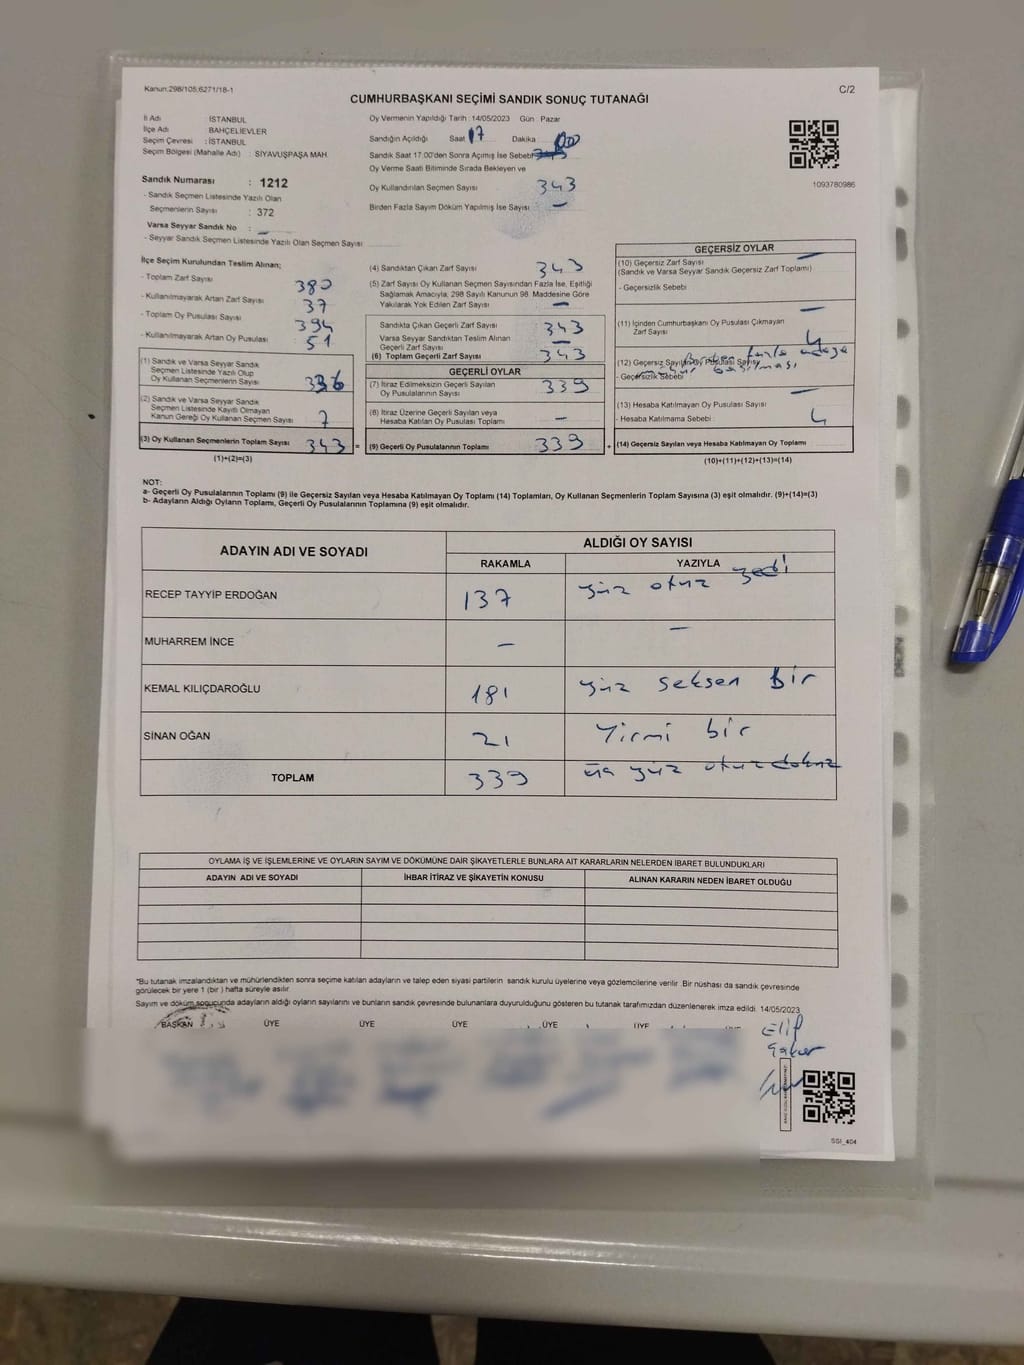 Kanun:298/105;6271/18-1
C/2
CUMHURBAŞKANI SEÇİMİ SANDIK SONUÇ TUTANAĞI
İl Adı İSTANBUL
İlçe Adı BAHÇELİEVLER
Seçim Çevresi : İSTANBUL
Seçim Bölgesi (Mahalle Adı) : SİYAVUŞPAŞA MAH.
Sandık Numarası : 1212
- Sandık Seçmen Listesinde Yazılı Olan
Seçmenlerin Sayısı : 372
Varsa Seyyar Sandık No : -
- Seyyar Sandık Seçmen Listesinde Yazılı Olan Seçmen Sayısı
Oy Vermenin Yapıldığı Tarih : 14/05/2023 Gün : Pazar
Sandığın Açıldığı Saat 17 Dakika 00
Sandık Saat 17.00'den Sonra Açımış İse Sebebi
Oy Verme Saati Bitiminde Sırada Bekleyen ve
Oy Kullandırılan Seçmen Sayısı 343
Birden Fazla Sayım Döküm Yapılmış İse Sayısı -
1093780986
İlçe Seçim Kurulundan Teslim Alınan;
- Toplam Zarf Sayısı 380
- Kullanılmayarak Artan Zarf Sayısı 37
- Toplam Oy Pusulası Sayısı 394
- Kullanılmayarak Artan Oy Pusulası 51
(1) Sandık ve Varsa Seyyar Sandık
Seçmen Listesinde Yazılı Olup
Oy Kullanan Seçmenlerin Sayısı 336
(2) Sandık ve Varsa Seyyar Sandık
Seçmen Listesinde Kayıtlı Olmayan
Kanun Gereği Oy Kullanan Seçmen Sayısı 7
(3) Oy Kullanan Seçmenlerin Toplam Sayısı 343 =
(1)+(2)=(3)
(4) Sandıktan Çıkan Zarf Sayısı 343
(5) Zarf Sayısı Oy Kullanan Seçmen Sayısından Fazla İse, Eşitliği
Sağlamak Amacıyla, 298 Sayılı Kanunun 98. Maddesine Göre
Yakılarak Yok Edilen Zarf Sayısı -
Sandıkta Çıkan Geçerli Zarf Sayısı 343
Varsa Seyyar Sandıktan Teslim Alınan
Geçerli Zarf Sayısı -
(6) Toplam Geçerli Zarf Sayısı 343
GEÇERLİ OYLAR
(7) İtiraz Edilmeksizin Geçerli Sayılan
Oy Pusulalarının Sayısı 339
(8) İtiraz Üzerine Geçerli Sayılan veya
Hesaba Katılan Oy Pusulası Toplamı -
(9) Geçerli Oy Pusulalarının Toplamı 339 +
GEÇERSİZ OYLAR
(10) Geçersiz Zarf Sayısı -
(Sandık ve Varsa Seyyar Sandık Geçersiz Zarf Toplamı)
- Geçersizlik Sebebi
(11) İçinden Cumhurbaşkanı Oy Pusulası Çıkmayan -
Zarf Sayısı
(12) Geçersiz Sayılan Oy Pusulası Sayısı 4
- Geçersizlik Sebebi Birden fazla adaya
mühür basılması
(13) Hesaba Katılmayan Oy Pusulası Sayısı -
- Hesaba Katılmama Sebebi
(14) Geçersiz Sayılan veya Hesaba Katılmayan Oy Toplamı 4
(10)+(11)+(12)+(13)=(14)
NOT:
a- Geçerli Oy Pusulalarının Toplamı (9) ile Geçersiz Sayılan veya Hesaba Katılmayan Oy Toplamı (14) Toplamları, Oy Kullanan Seçmenlerin Toplam Sayısına (3) eşit olmalıdır. (9)+(14)=(3)
b- Adayların Aldığı Oyların Toplamı, Geçerli Oy Pusulalarının Toplamına (9) eşit olmalıdır.
ADAYIN ADI VE SOYADI
ALDIĞI OY SAYISI
RAKAMLA YAZIYLA
RECEP TAYYİP ERDOĞAN 137 yüz otuz yedi
MUHARREM İNCE - -
KEMAL KILIÇDAROĞLU 181 yüz seksen bir
SİNAN OĞAN 21 Yirmi bir
TOPLAM 339 üç yüz otuz dokuz
OYLAMA İŞ VE İŞLEMLERİNE VE OYLARIN SAYIM VE DÖKÜMÜNE DAİR ŞİKAYETLERLE BUNLARA AİT KARARLARIN NELERDEN İBARET BULUNDUKLARI
ADAYIN ADI VE SOYADI İHBAR İTİRAZ VE ŞİKAYETİN KONUSU ALINAN KARARIN NEDEN İBARET OLDUĞU
*Bu tutanak imzalandıktan ve mühürlendikten sonra seçime katılan adayların ve talep eden siyasi partilerin sandık kurulu üyelerine veya gözlemcilerine verilir. Bir nüshası da sandık çevresinde
görülecek bir yere 1 (bir ) hafta süreyle asılır.
Sayım ve döküm sonucunda adayların aldığı oyların sayılarını ve bunların sandık çevresinde bulunanlara duyurulduğunu gösteren bu tutanak tarafımızdan düzenlenerek imza edildi. 14/05/2023
BAŞKAN ÜYE ÜYE ÜYE ÜYE ÜYE ÜYE
Elif
SSİ_404